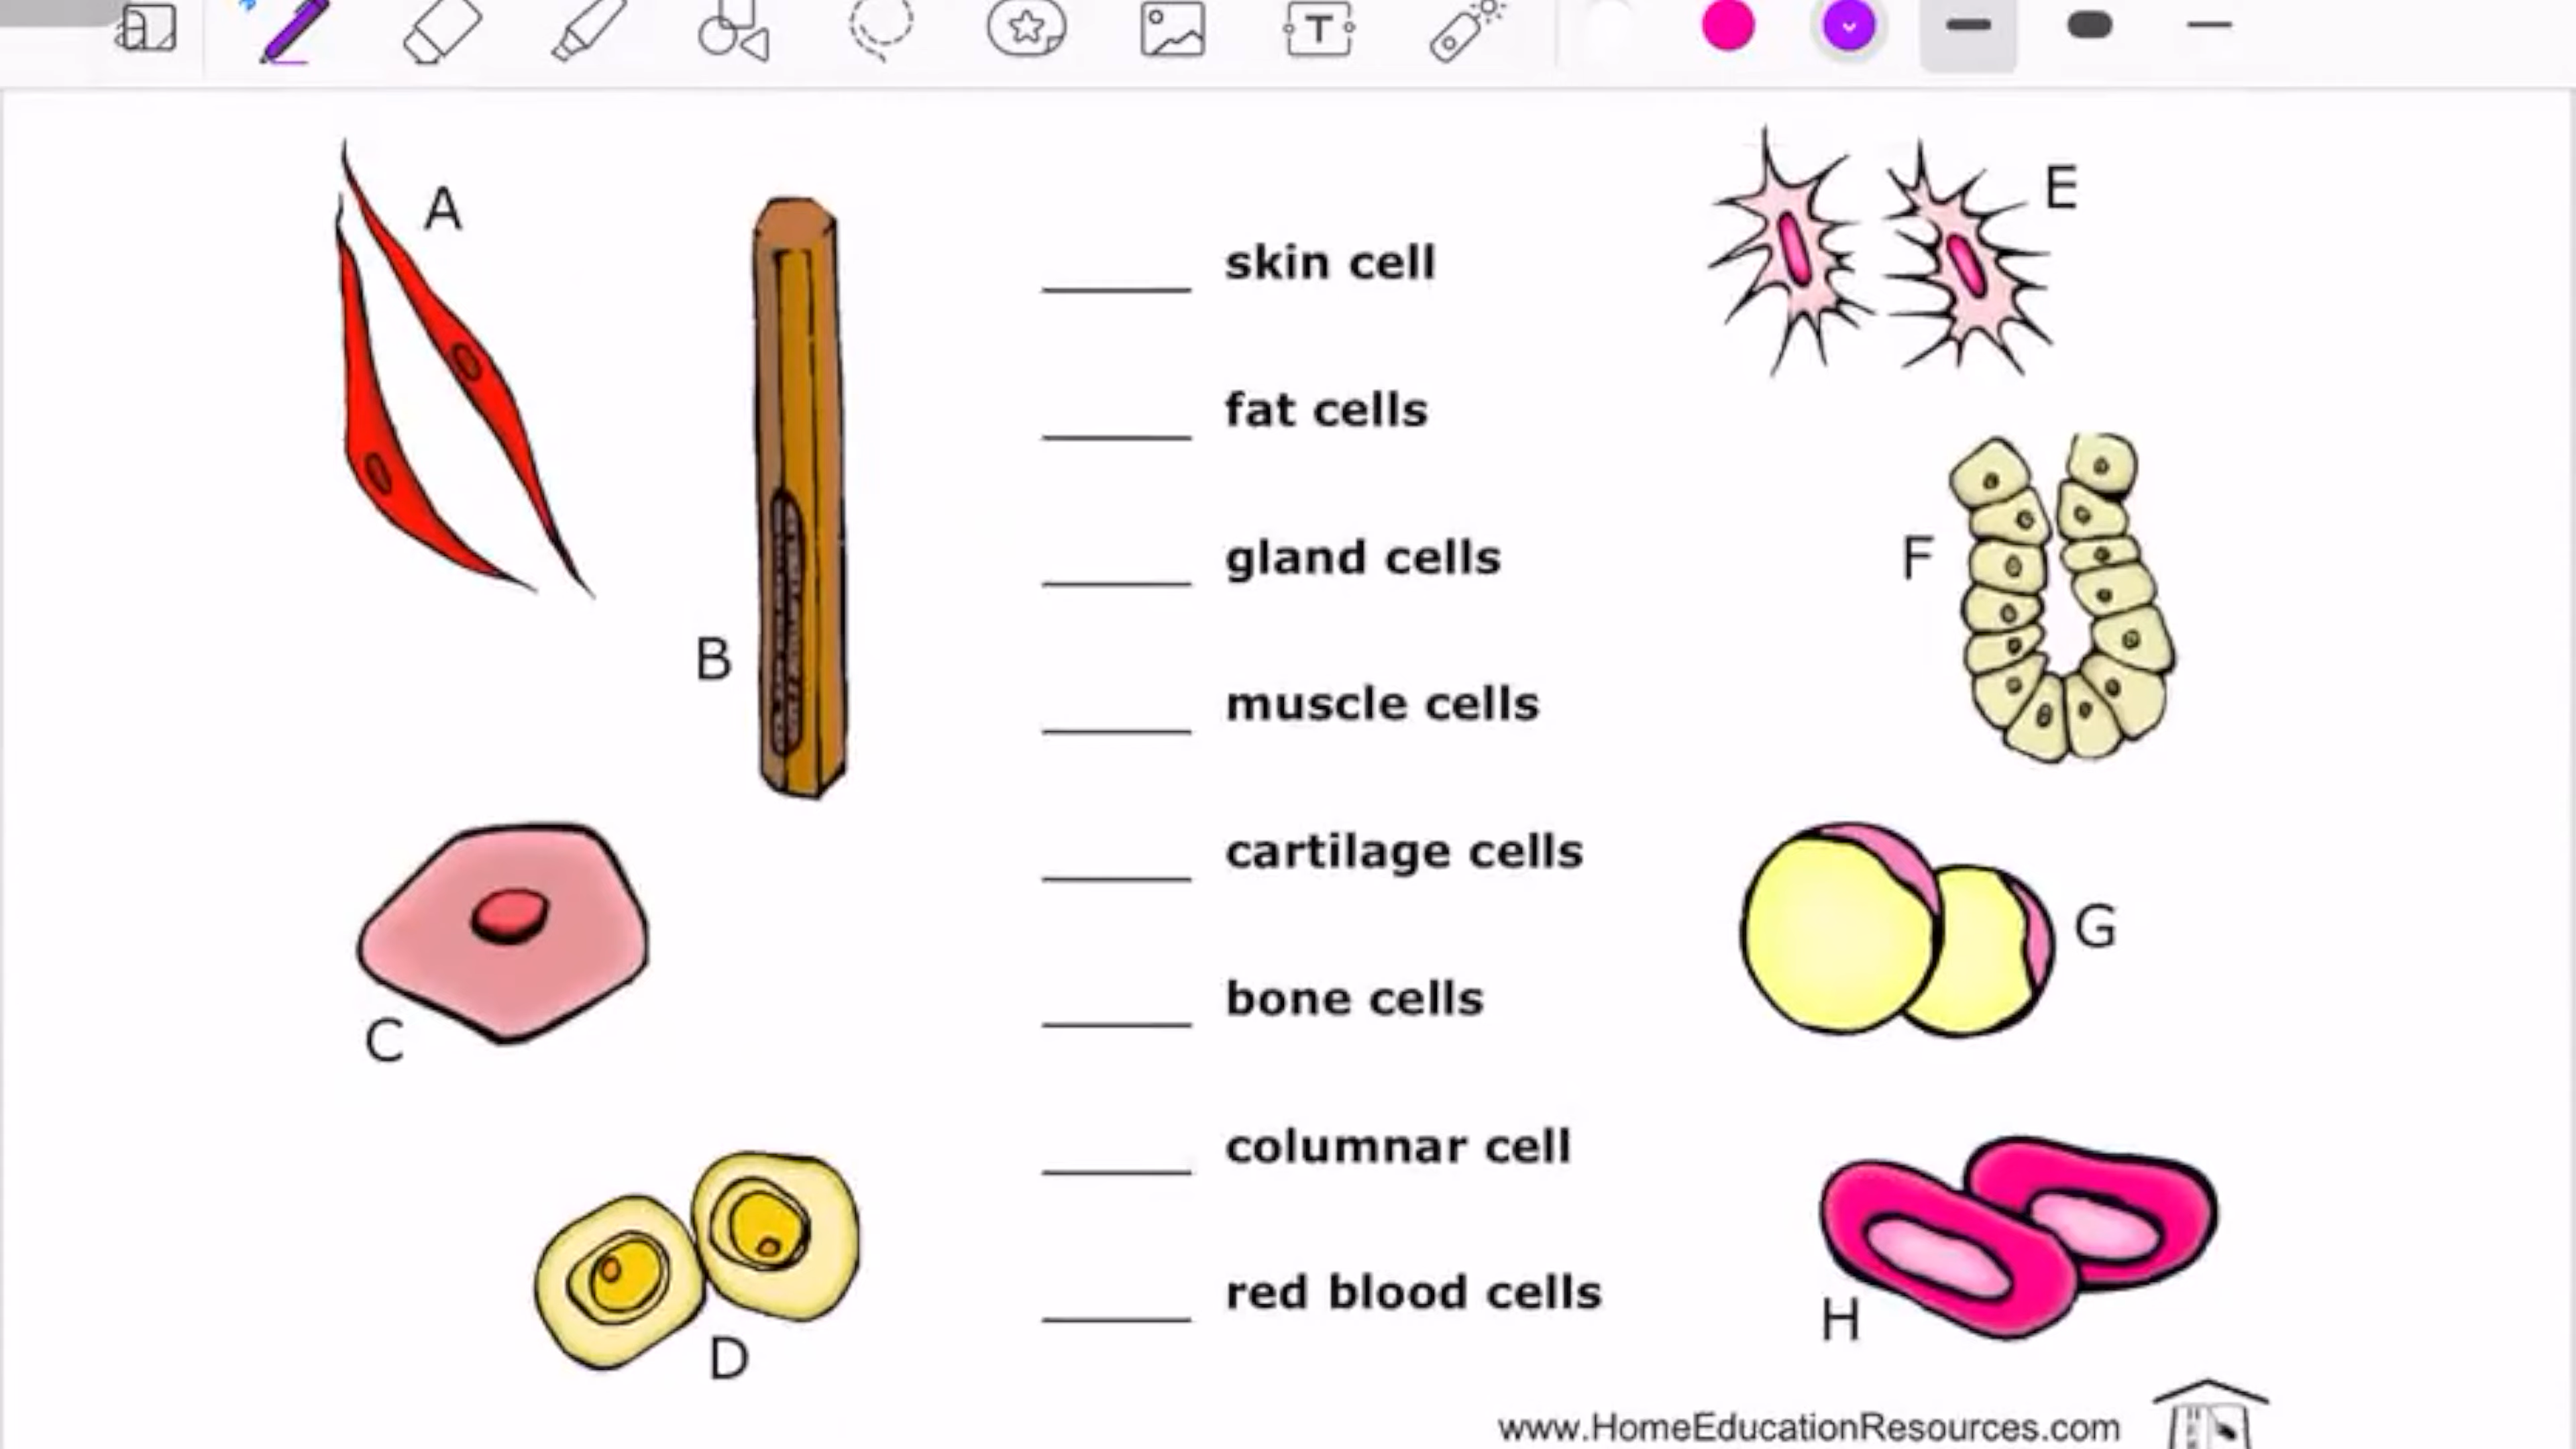 A
E
skin cell
fat cells
gland cells
F
B
muscle cells
cartilage cells
G
bone cells
C
columnar cell
red blood cells
H
D
www.HomeEducationResources.com